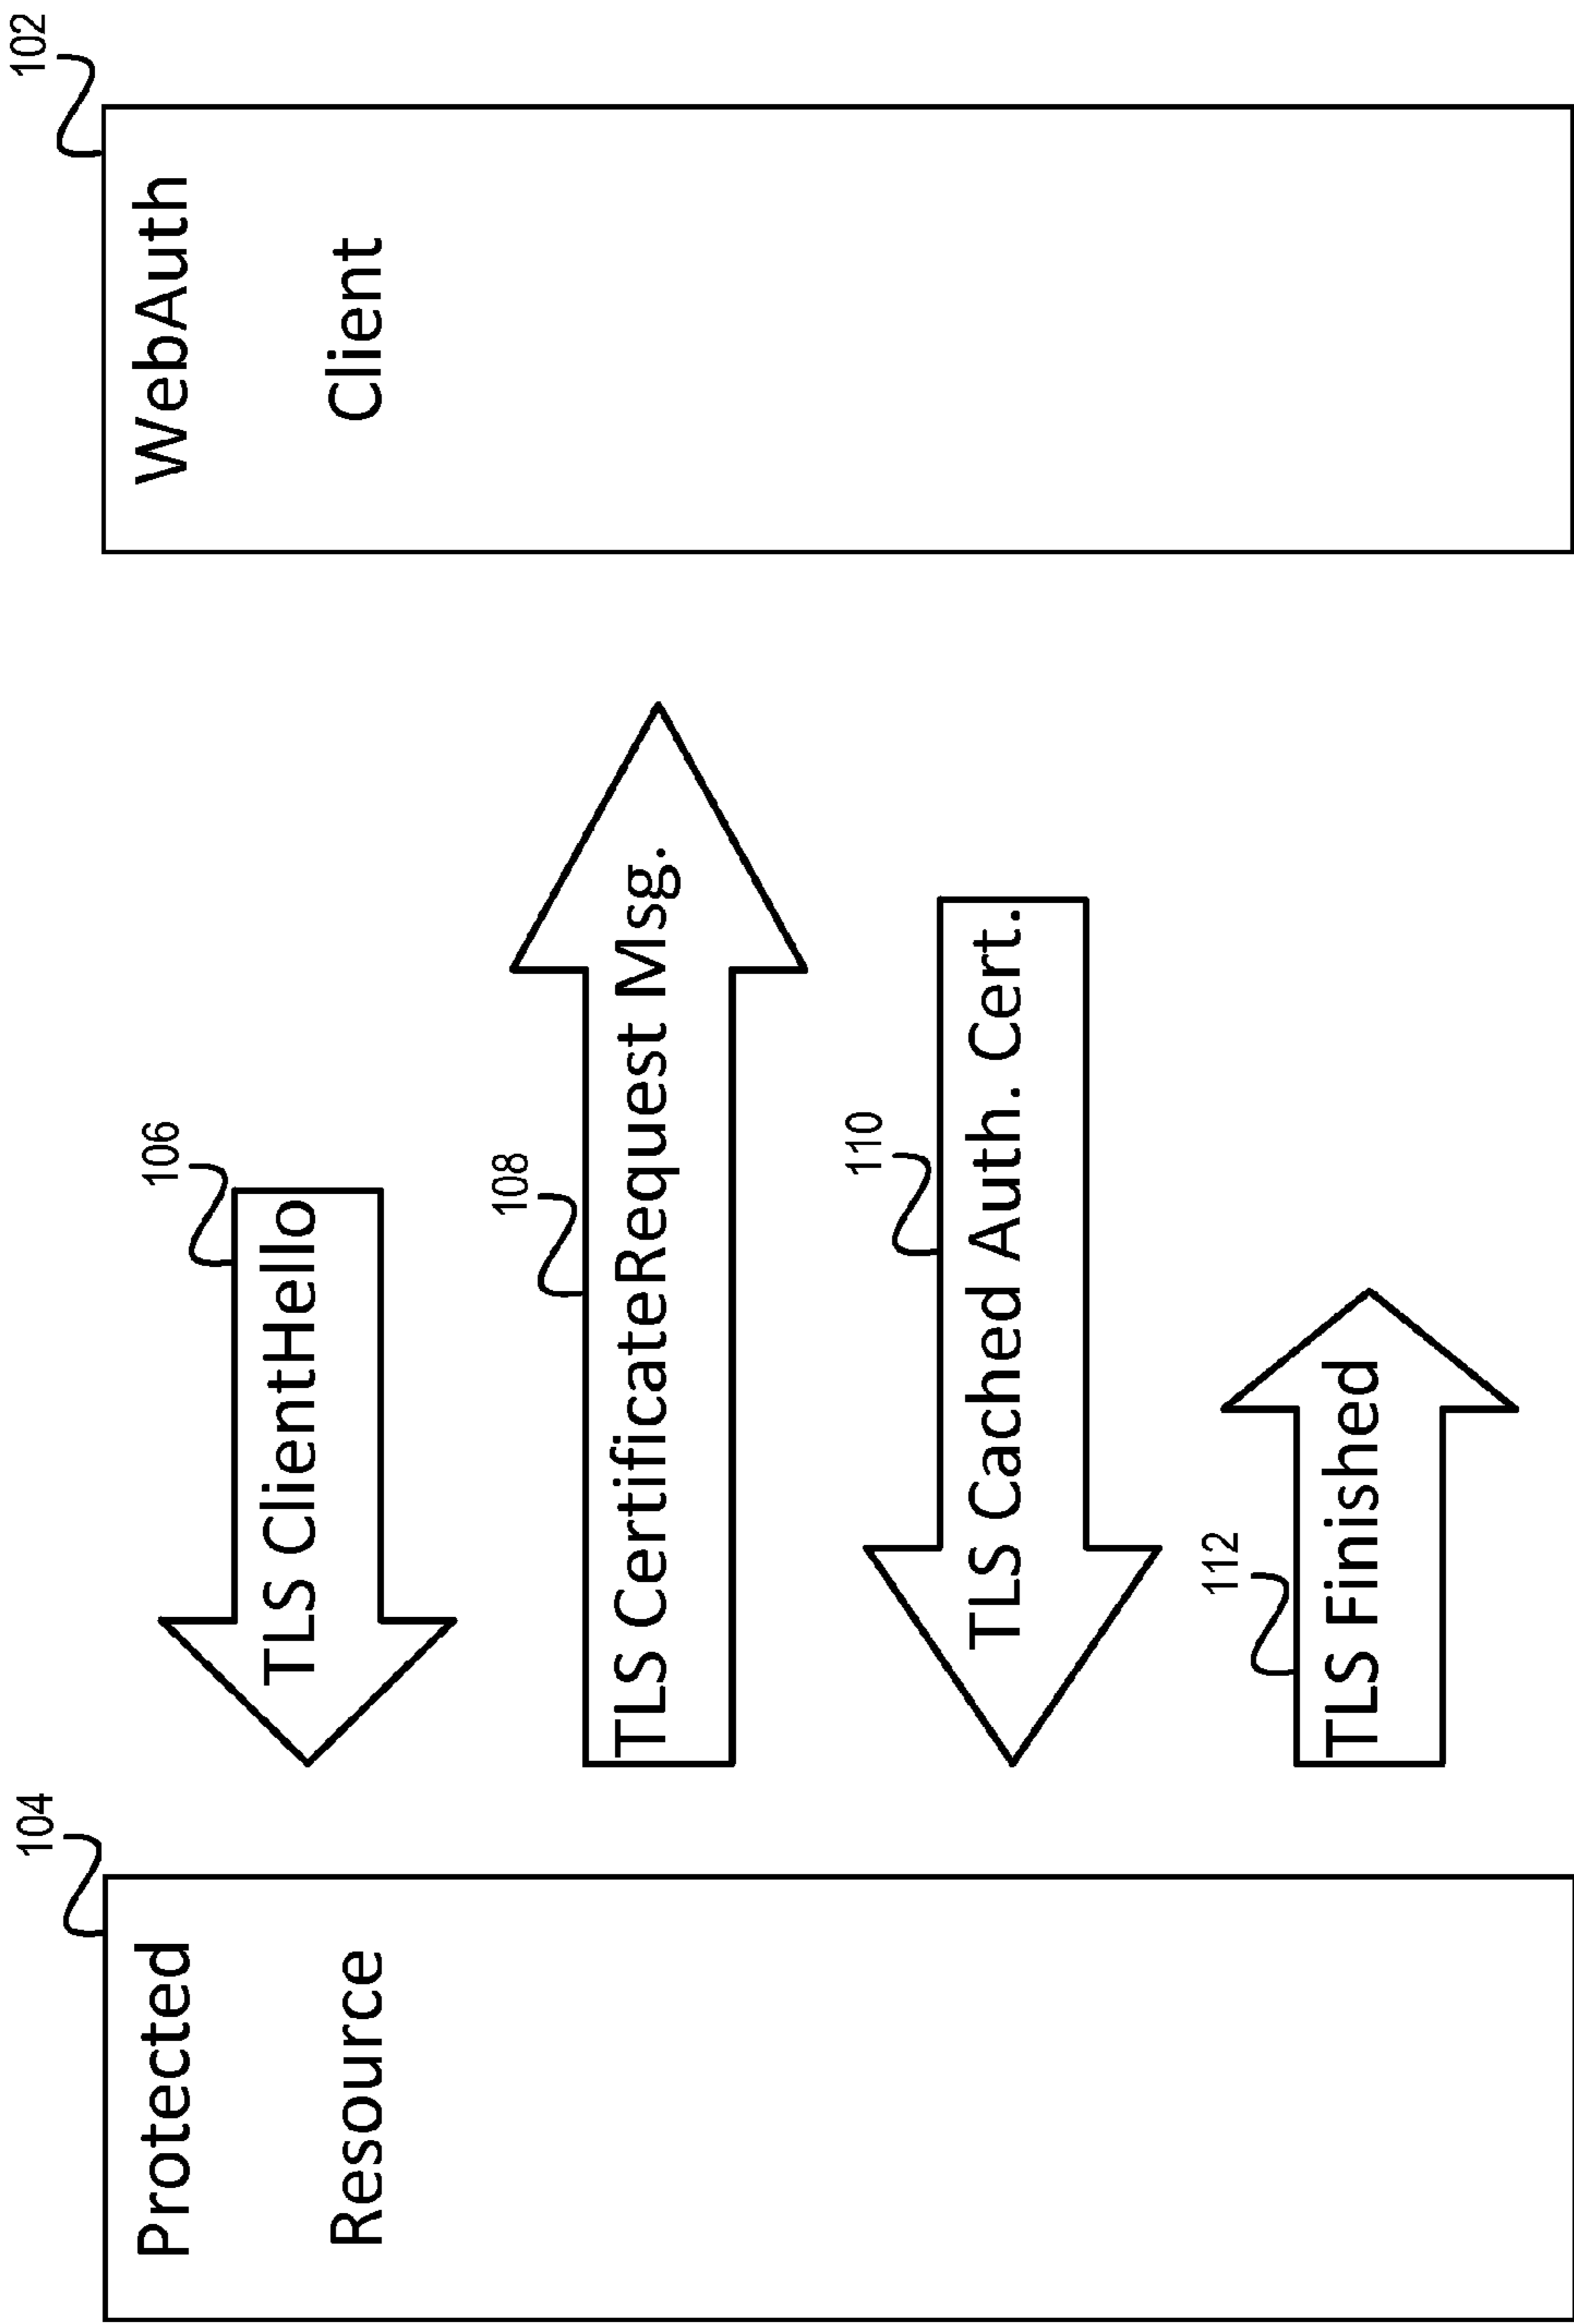 104
Protected
Resource
102
WebAuth
Client
106
TLS ClientHello
108
TLS CertificateRequest Msg.
110
TLS Cached Auth. Cert.
112
TLS Finished